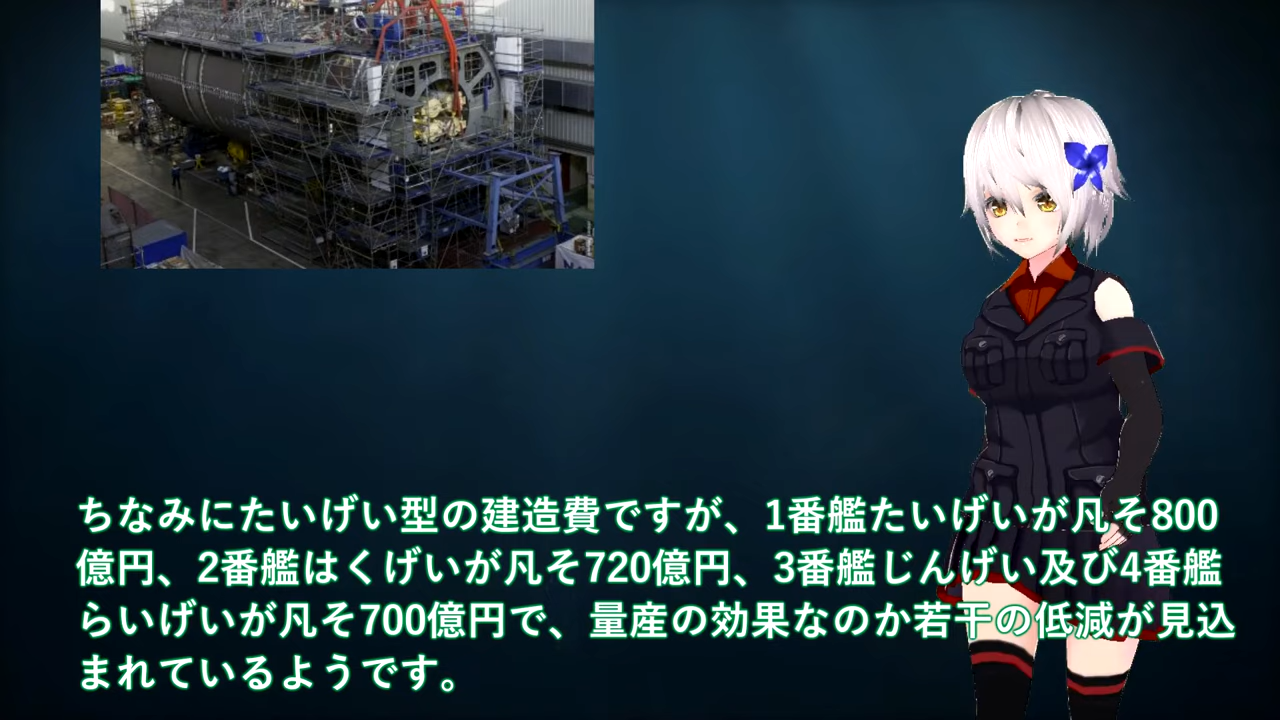 ちなみにたいげい型の建造費ですが、1番艦たいげいが凡そ800
億円、2番艦はくげいが凡そ720億円、3番艦じんげい及び4番艦
らいげいが凡そ700億円で、量産の効果なのか若干の低減が見込
まれているようです。